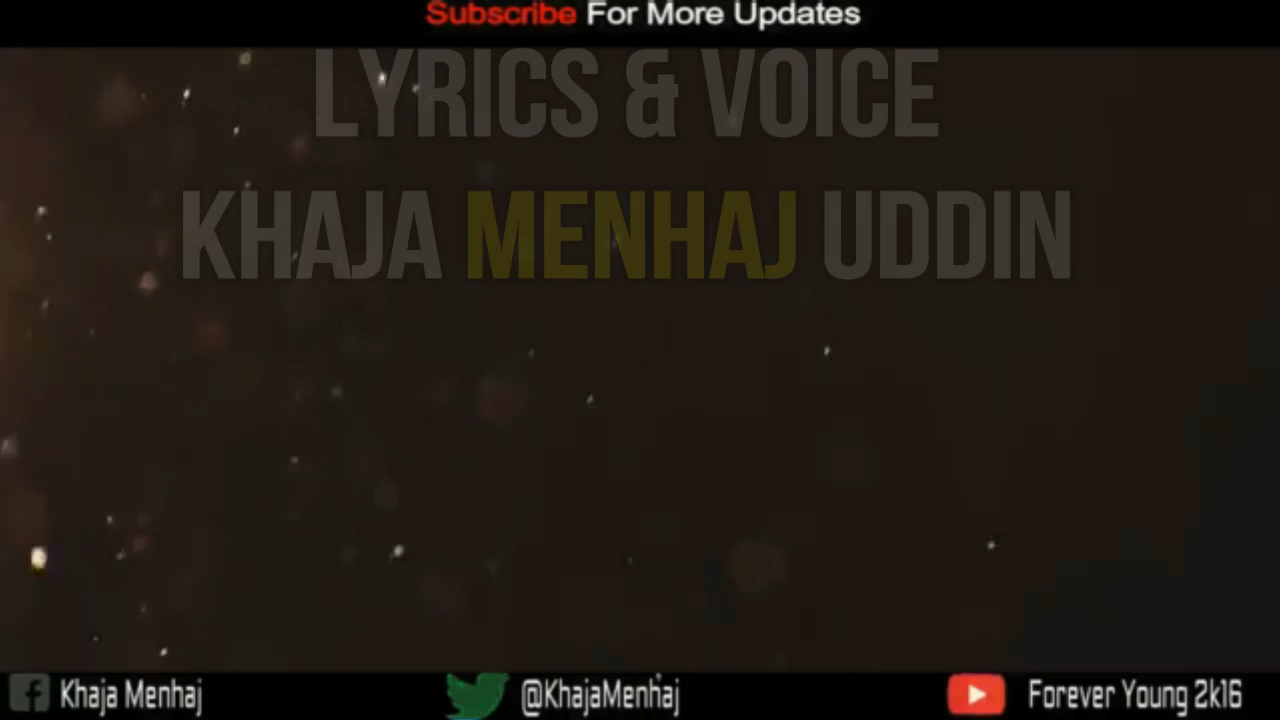 Subscribe For More Updates
LYRICS & VOICE
KHAJA MENHAJ UDDIN
Khaja Menhaj
@KhajaMenhaj
Forever Young 2k16